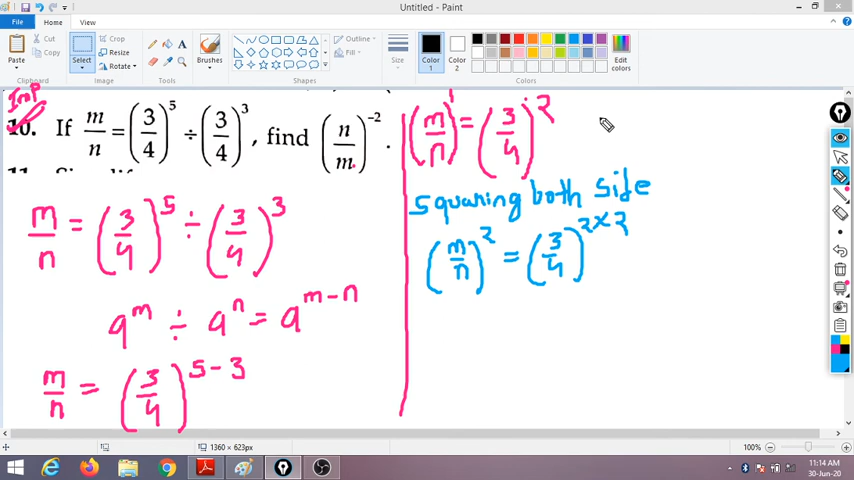 Untitled - Paint
File Home View
Paste
Cut
Copy
Clipboard
Select
Crop
Resize
Rotate
Image
Tools
Brushes
Shapes
Outline
Fill
Size
Color 1
Color 2
Colors
Edit colors
Imp
10. If m/n = (3/4)^5 ÷ (3/4)^3, find (n/m)^-2.
m/n = (3/4)^5 ÷ (3/4)^3
a^m ÷ a^n = a^m-n
m/n = (3/4)^5-3
(m/n)^1 = (3/4)^2
Squaring both side
(m/n)^2 = (3/4)^2×2
1360 × 623px
100%
11:14 AM
30-Jun-20